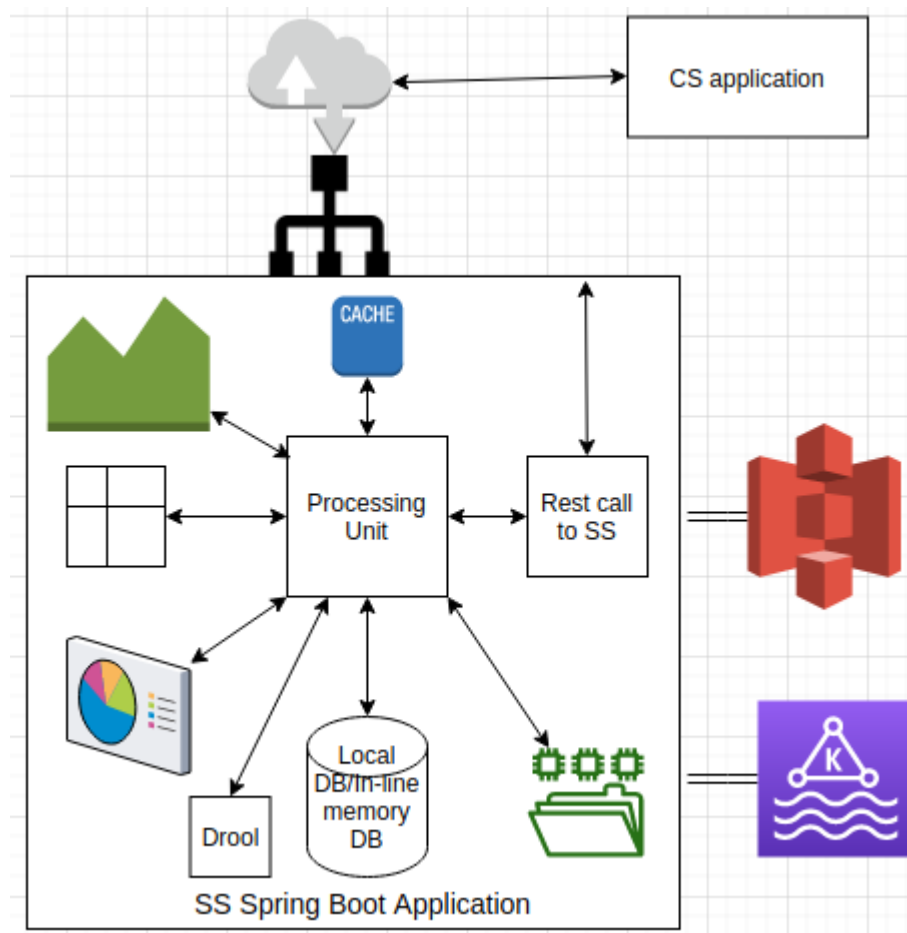 CS application
CACHE
Processing
Unit
Rest call
to SS
K
Local
DB/In-line
memory
DB
Drool
SS Spring Boot Application